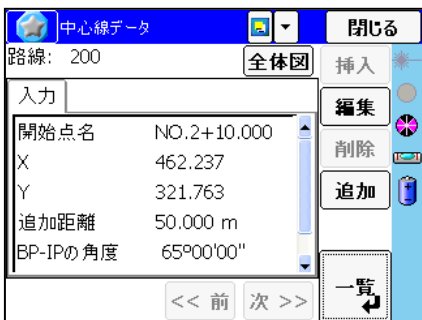 中心線データ 閉じる
路線: 200 全体図 挿入
入力 編集
開始点名 NO.2+10.000
X 462.237 削除
Y 321.763 追加
追加距離 50.000 m
BP-IPの角度 65°00'00"
<< 前 次 >> 一覧